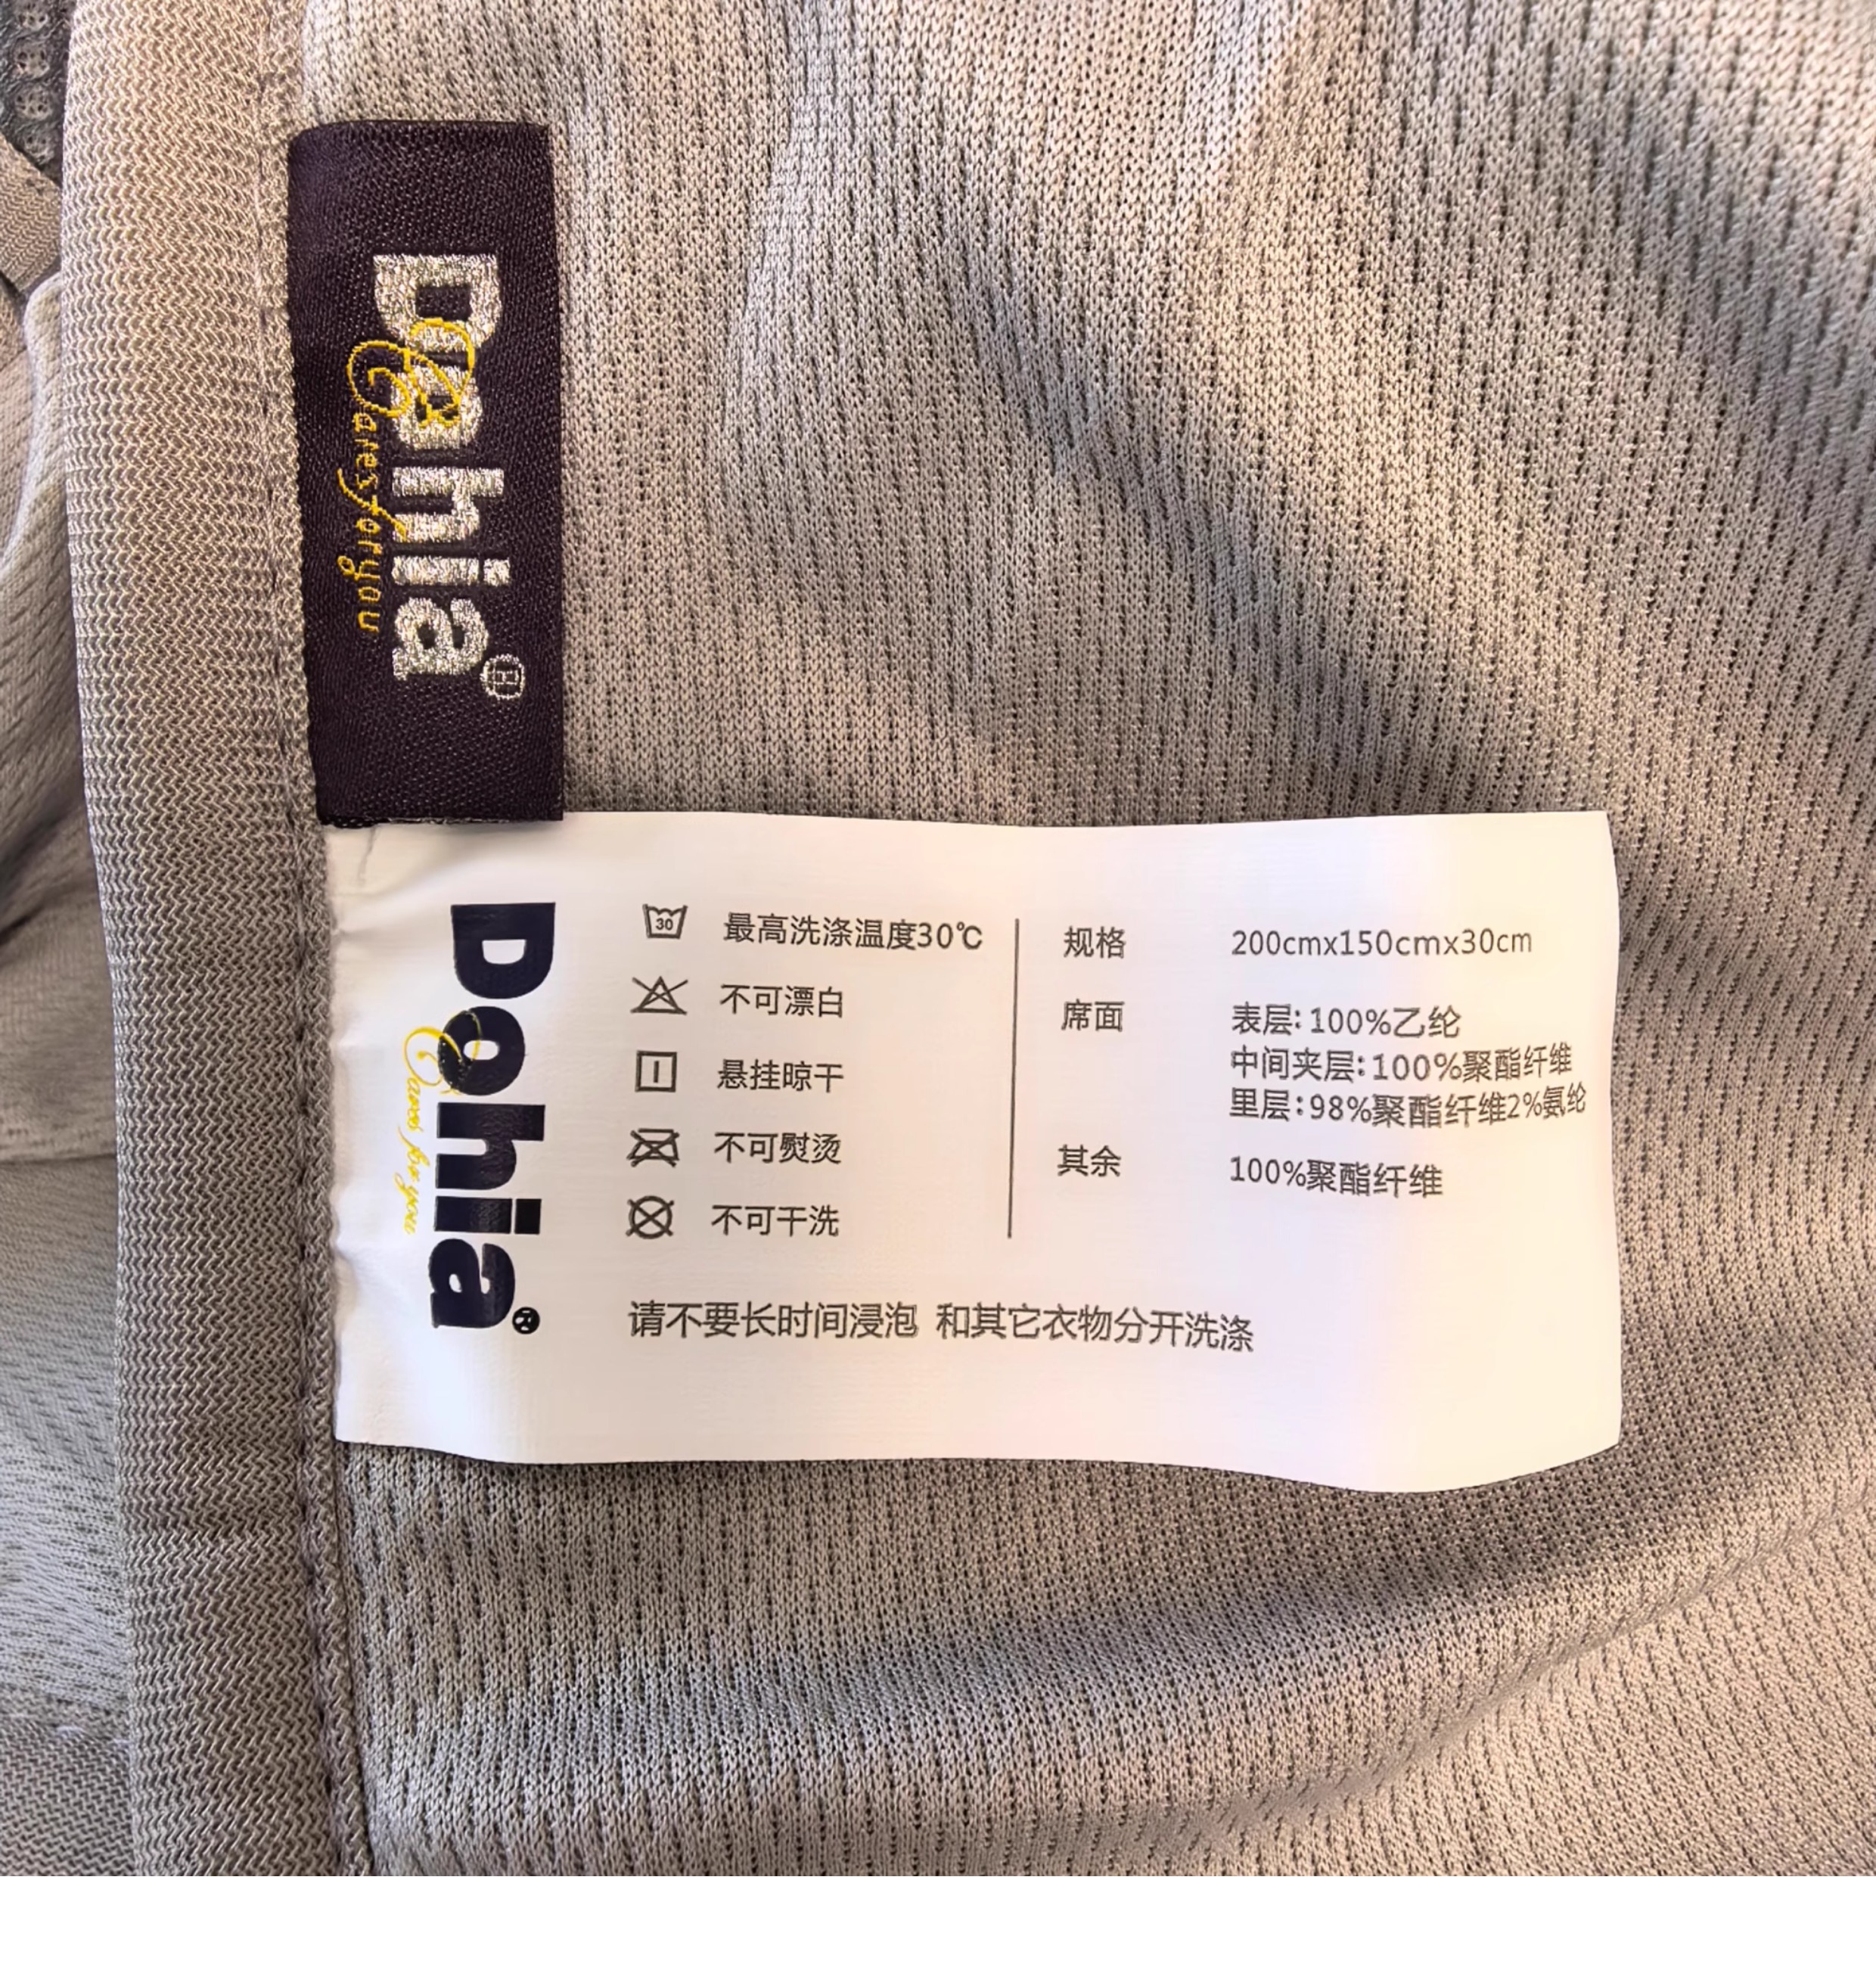 Dohia®
Cares for you
Dohia®
Cares for you
30
最高洗涤温度30℃
不可漂白
悬挂晾干
不可熨烫
不可干洗
规格 200cmx150cmx30cm
席面 表层:100%乙纶
中间夹层:100%聚酯纤维
里层:98%聚酯纤维2%氨纶
其余 100%聚酯纤维
请不要长时间浸泡 和其它衣物分开洗涤